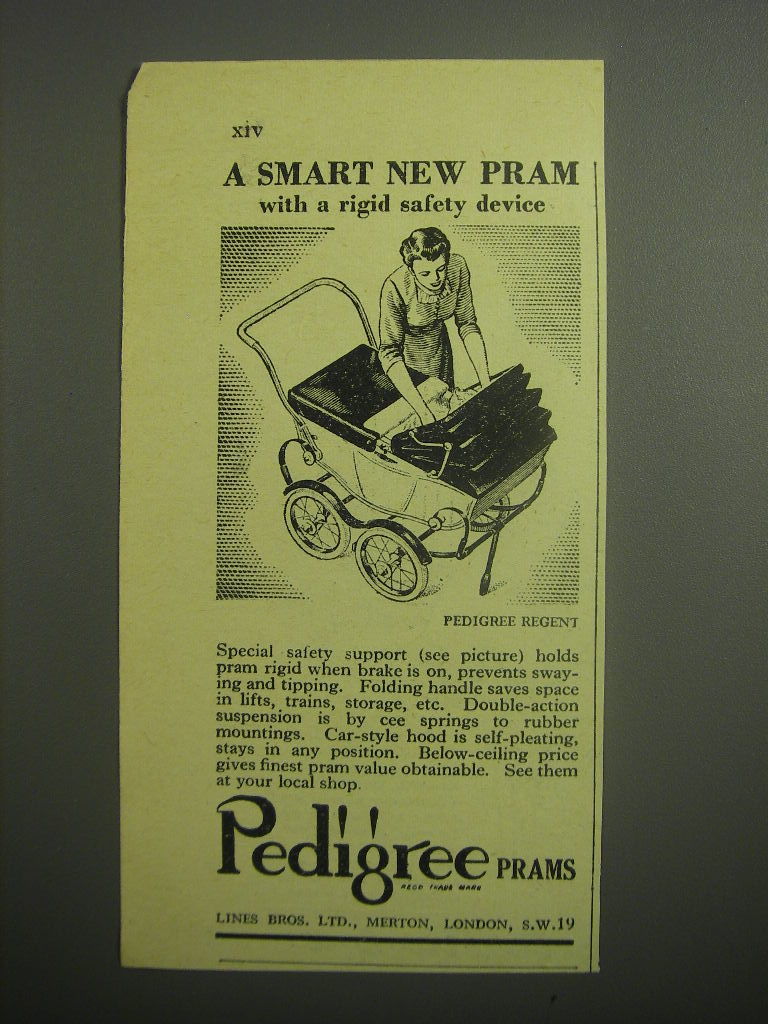 xiv
A SMART NEW PRAM
with a rigid safety device
PEDIGREE REGENT
Special safety support (see picture) holds
pram rigid when brake is on, prevents sway-
ing and tipping. Folding handle saves space
in lifts, trains, storage, etc. Double-action
suspension is by cee springs to rubber
mountings. Car-style hood is self-pleating,
stays in any position. Below-ceiling price
gives finest pram value obtainable. See them
at your local shop.
Pedigree PRAMS
REGD TRADE MARK
LINES BROS. LTD., MERTON, LONDON, S.W.19